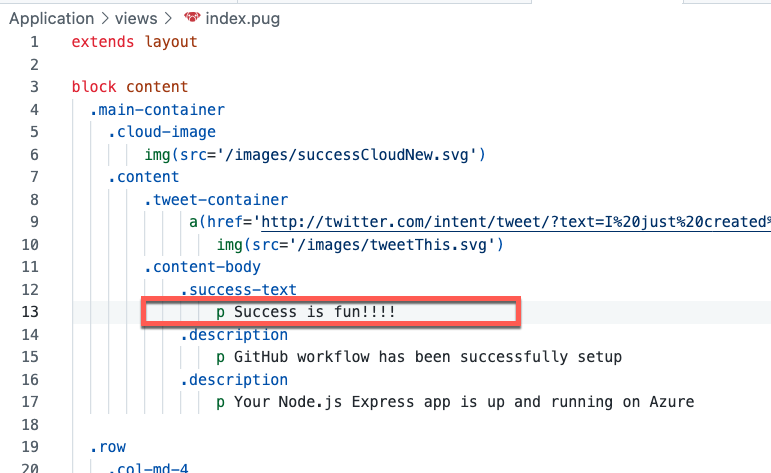 Application > views > index.pug
1 extends layout
2
3 block content
4 .main-container
5 .cloud-image
6 img(src='/images/successCloudNew.svg')
7 .content
8 .tweet-container
9 a(href='http://twitter.com/intent/tweet/?text=I%20just%20created%
10 img(src='/images/tweetThis.svg')
11 .content-body
12 .success-text
13 p Success is fun!!!!
14 .description
15 p GitHub workflow has been successfully setup
16 .description
17 p Your Node.js Express app is up and running on Azure
18
19 .row
20 .col-md-4